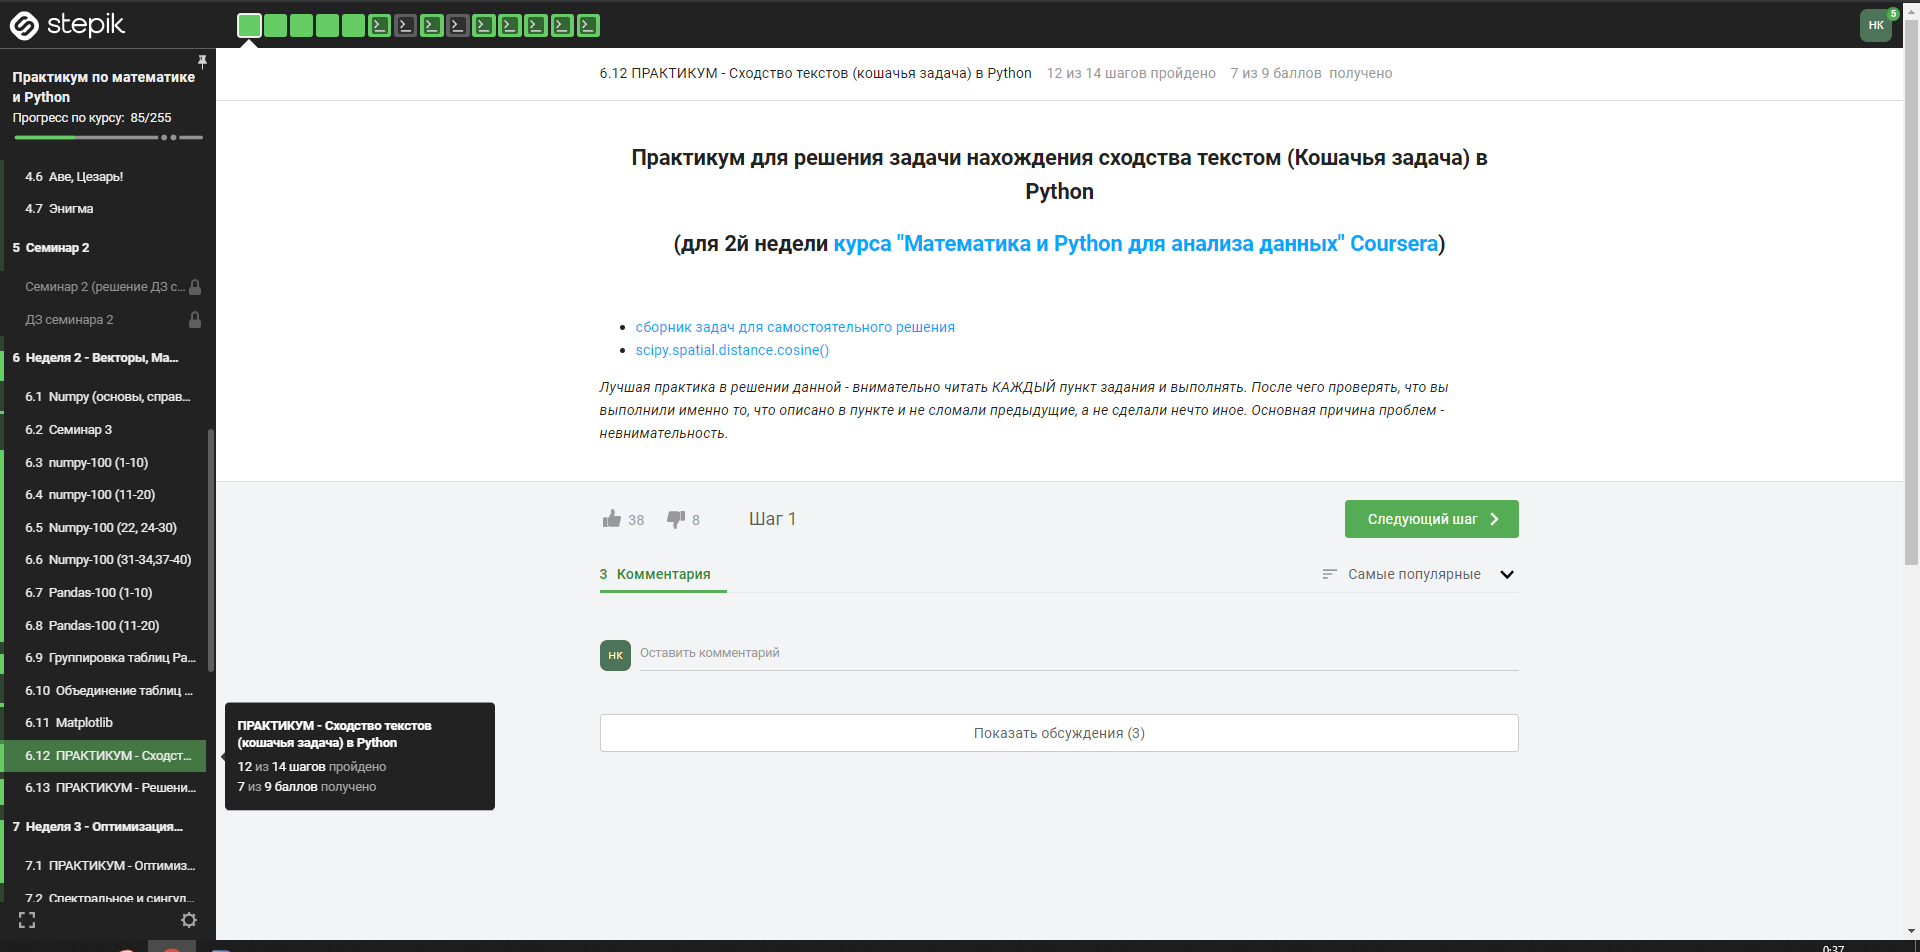 stepik
НК
5
Практикум по математике
и Python
Прогресс по курсу: 85/255
4.6 Аве, Цезарь!
4.7 Энигма
5 Семинар 2
Семинар 2 (решение ДЗ с...
ДЗ семинара 2
6 Неделя 2 - Векторы, Ма...
6.1 Numpy (основы, справ...
6.2 Семинар 3
6.3 numpy-100 (1-10)
6.4 numpy-100 (11-20)
6.5 Numpy-100 (22, 24-30)
6.6 Numpy-100 (31-34,37-40)
6.7 Pandas-100 (1-10)
6.8 Pandas-100 (11-20)
6.9 Группировка таблиц Pa...
6.10 Объединение таблиц ...
6.11 Matplotlib
6.12 ПРАКТИКУМ - Сходст...
6.13 ПРАКТИКУМ - Решени...
7 Неделя 3 - Оптимизация...
7.1 ПРАКТИКУМ - Оптимиз...
7.2 Спектральное и сингул...
ПРАКТИКУМ - Сходство текстов
(кошачья задача) в Python
12 из 14 шагов пройдено
7 из 9 баллов получено
6.12 ПРАКТИКУМ - Сходство текстов (кошачья задача) в Python 12 из 14 шагов пройдено 7 из 9 баллов получено
Практикум для решения задачи нахождения сходства текстом (Кошачья задача) в
Python
(для 2й недели курса "Математика и Python для анализа данных" Coursera)
• сборник задач для самостоятельного решения
• scipy.spatial.distance.cosine()
Лучшая практика в решении данной - внимательно читать КАЖДЫЙ пункт задания и выполнять. После чего проверять, что вы
выполнили именно то, что описано в пункте и не сломали предыдущие, а не сделали нечто иное. Основная причина проблем -
невнимательность.
38 8 Шаг 1 Следующий шаг
3 Комментария Самые популярные
НК Оставить комментарий
Показать обсуждения (3)
0:37